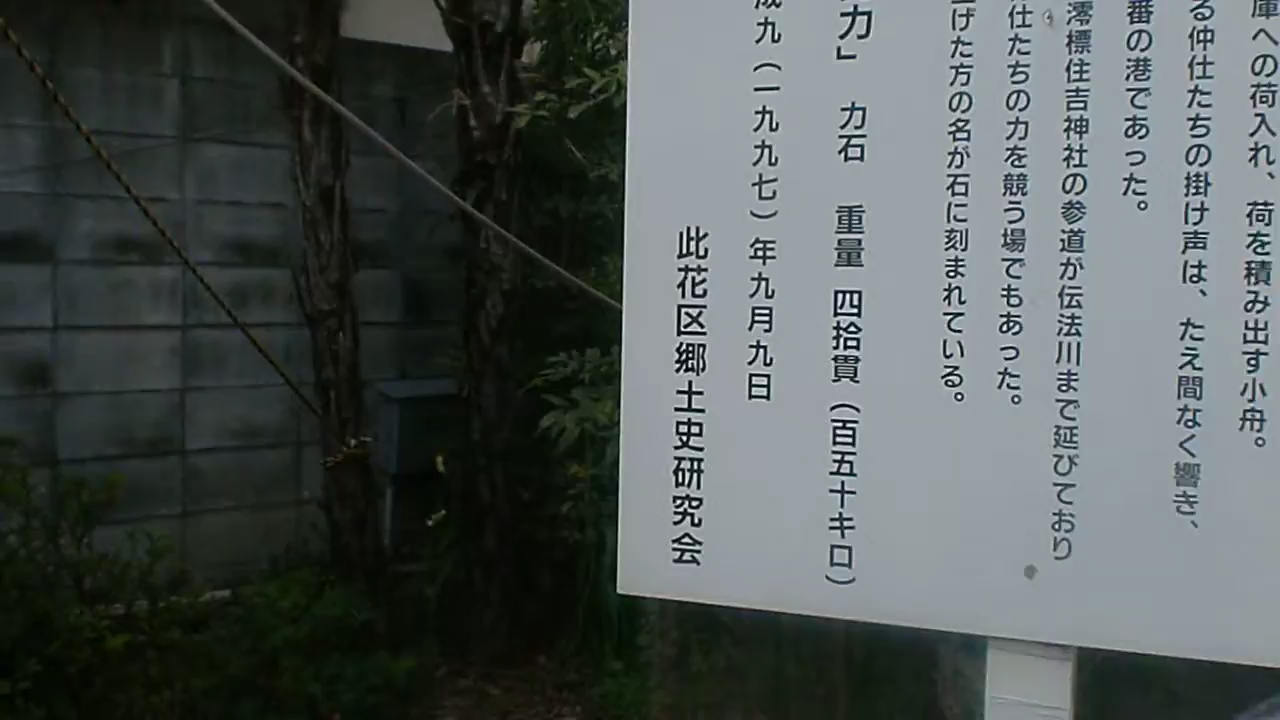 庫への荷入れ、荷を積み出す小舟。
る仲仕たちの掛け声は、たえ間なく響き、
番の港であった。
澪標住吉神社の参道が伝法川まで延びており
仕たちの力を競う場でもあった。
上げた方の名が石に刻まれている。
力」 力石 重量 四拾貫(百五十キロ)
成九(一九九七)年九月九日
此花区郷土史研究会